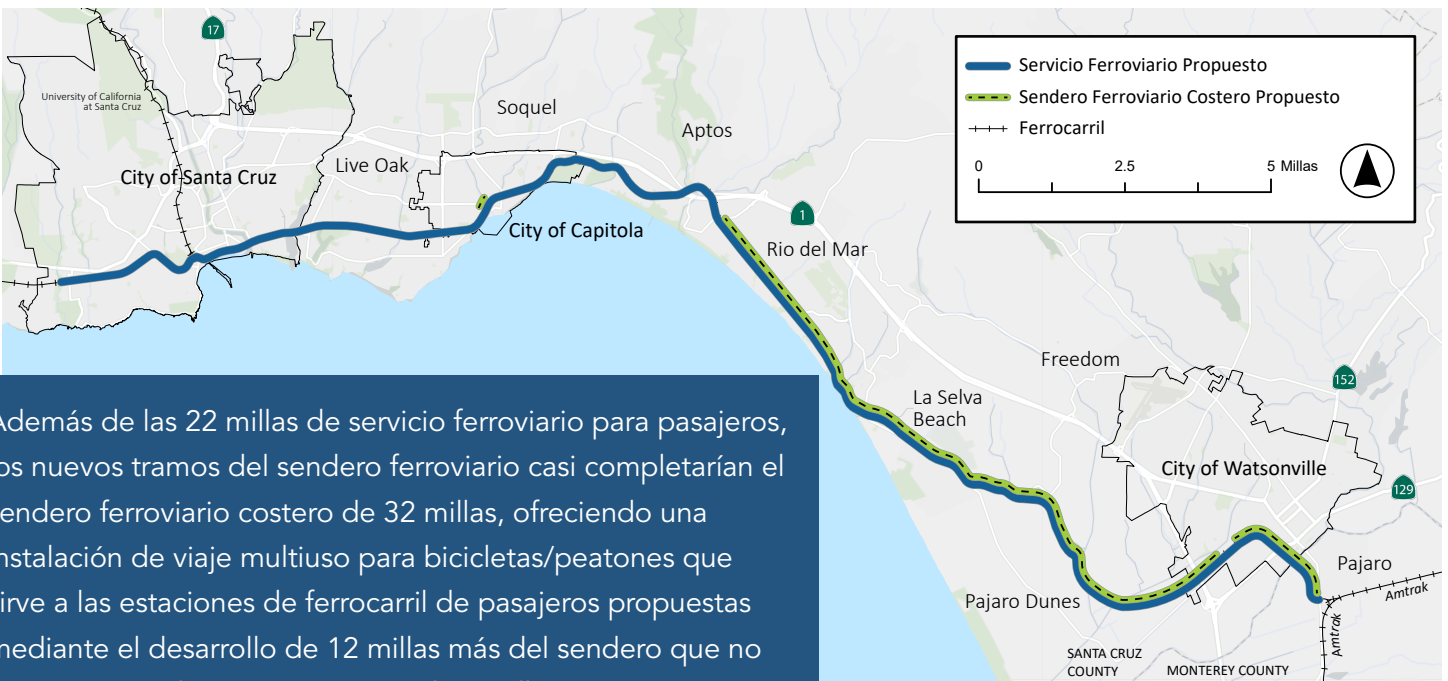 17
University of California
at Santa Cruz
City of Santa Cruz
Live Oak
Soquel
Aptos
City of Capitola
1
Rio del Mar
Servicio Ferroviario Propuesto
Sendero Ferroviario Costero Propuesto
Ferrocarril
0 2.5 5 Millas
Freedom
152
La Selva
Beach
City of Watsonville
129
Pajaro
Amtrak
Amtrak
Pajaro Dunes
SANTA CRUZ
COUNTY
MONTEREY COUNTY
Además de las 22 millas de servicio ferroviario para pasajeros,
os nuevos tramos del sendero ferroviario casi completarían el
endero ferroviario costero de 32 millas, ofreciendo una
nstalación de viaje multiuso para bicicletas/peatones que
irve a las estaciones de ferrocarril de pasajeros propuestas
mediante el desarrollo de 12 millas más del sendero que no